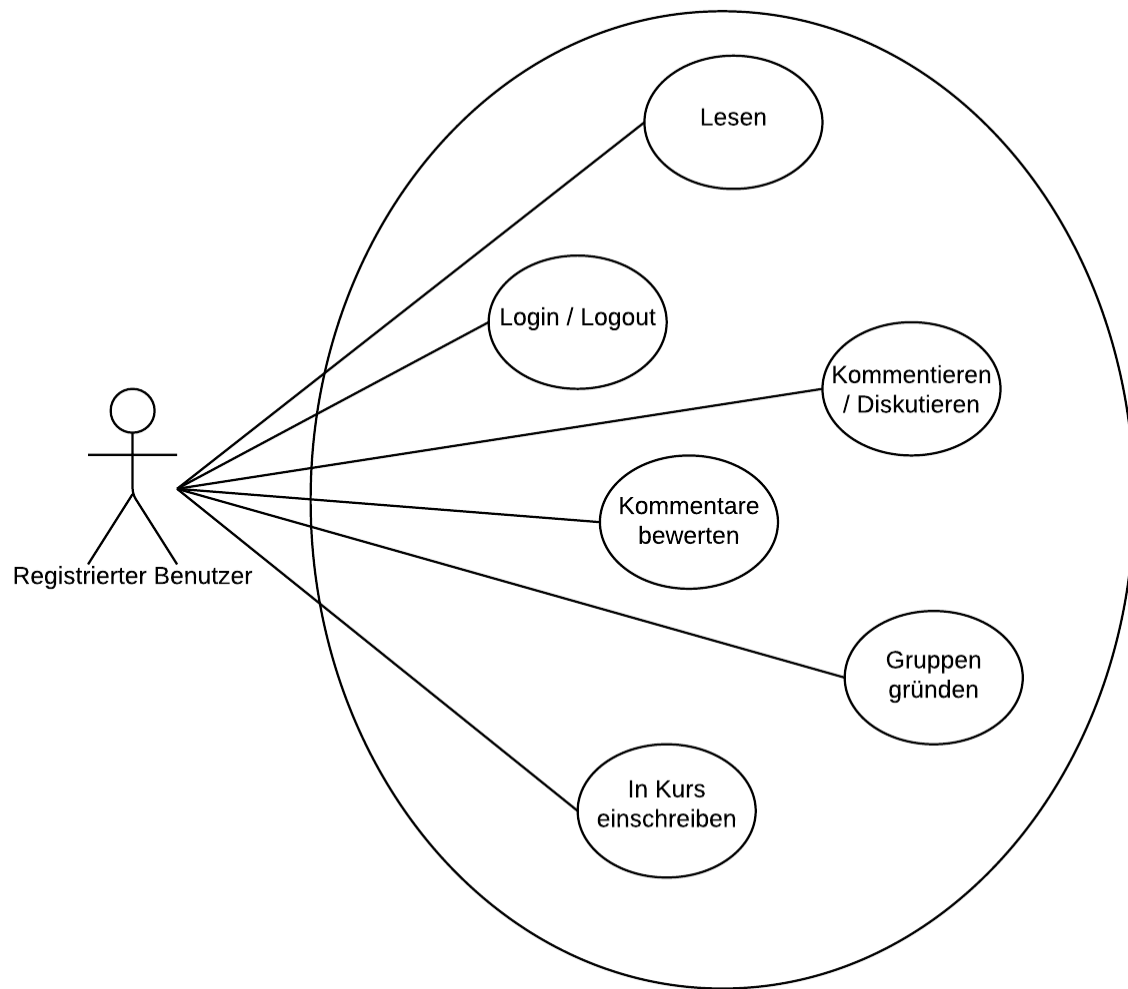 Lesen
Login / Logout
Kommentieren
/ Diskutieren
Kommentare
bewerten
Registrierter Benutzer
Gruppen
gründen
In Kurs
einschreiben